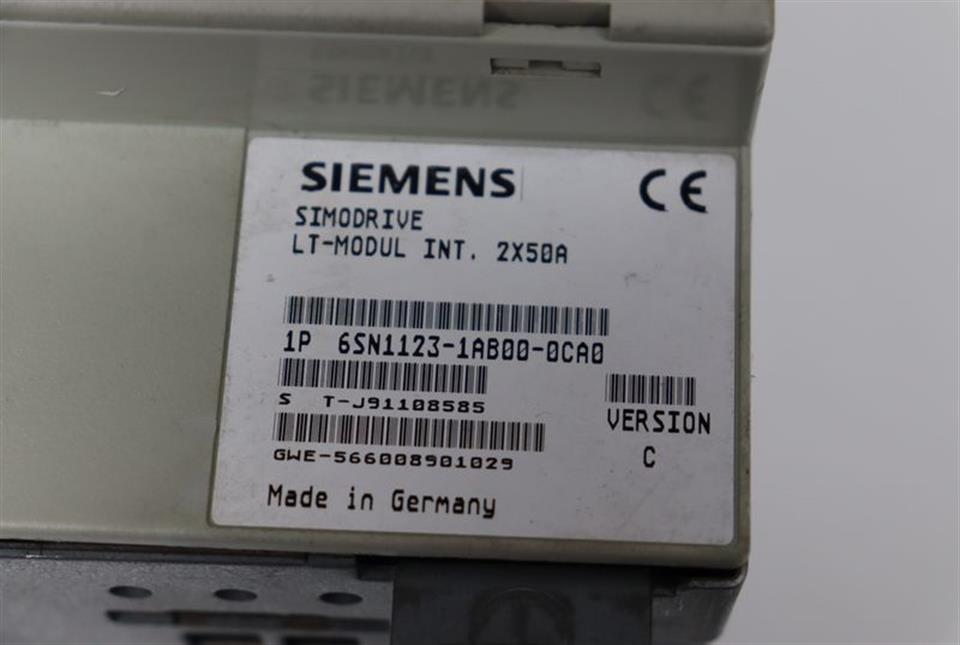 SIEMENS
CE
SIMODRIVE
LT-MODUL INT. 2X50A
1P 6SN1123-1AB00-0CA0
S T-J91108585
VERSION
C
GWE-566008901029
Made in Germany